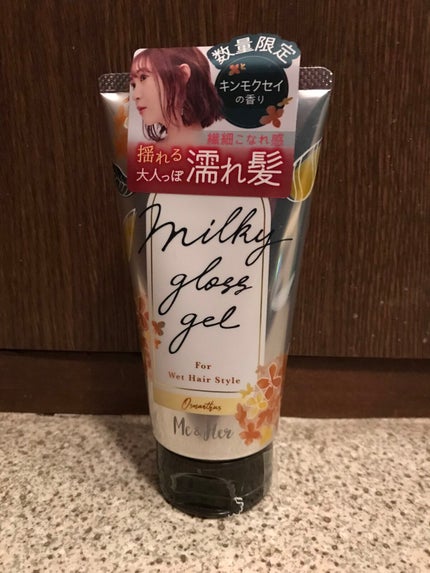 数量限定
キンモクセイ
の香り
繊細こなれ感
揺れる
大人っぽ
濡れ髪
milky
gloss
gel
For
Wet Hair Style
Osmanthus
Me & Her